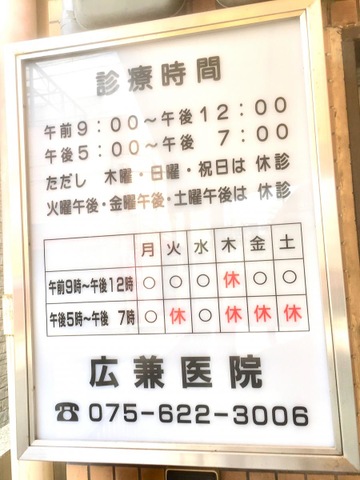 診療時間
午前9:00〜午後12:00
午後5:00〜午後 7:00
ただし 木曜・日曜・祝日は 休診
火曜午後・金曜午後・土曜午後は 休診
月 火 水 木 金 土
午前9時〜午後12時 ○ ○ ○ 休 ○ ○
午後5時〜午後 7時 ○ 休 ○ 休 休 休
広兼医院
☎075-622-3006